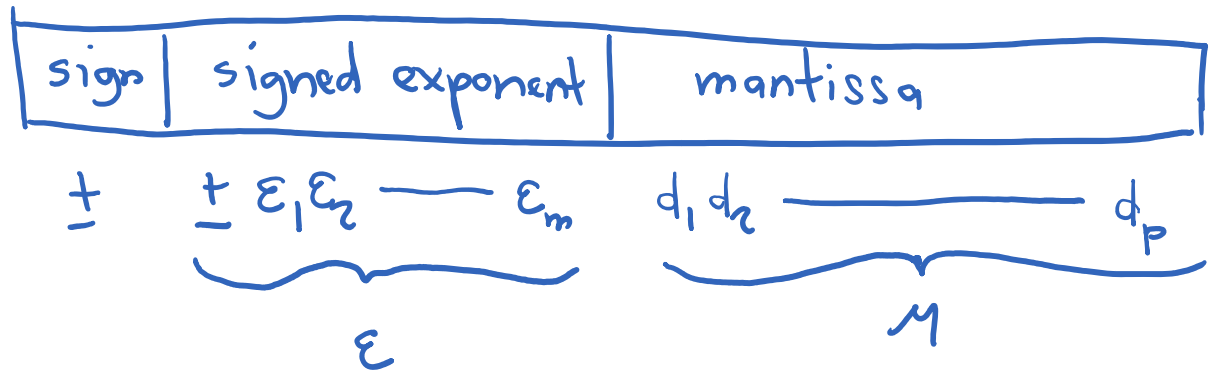 sign signed exponent mantissa
± ± ε₁ε₂ — εₘ d₁d₂ — dₚ
ε M